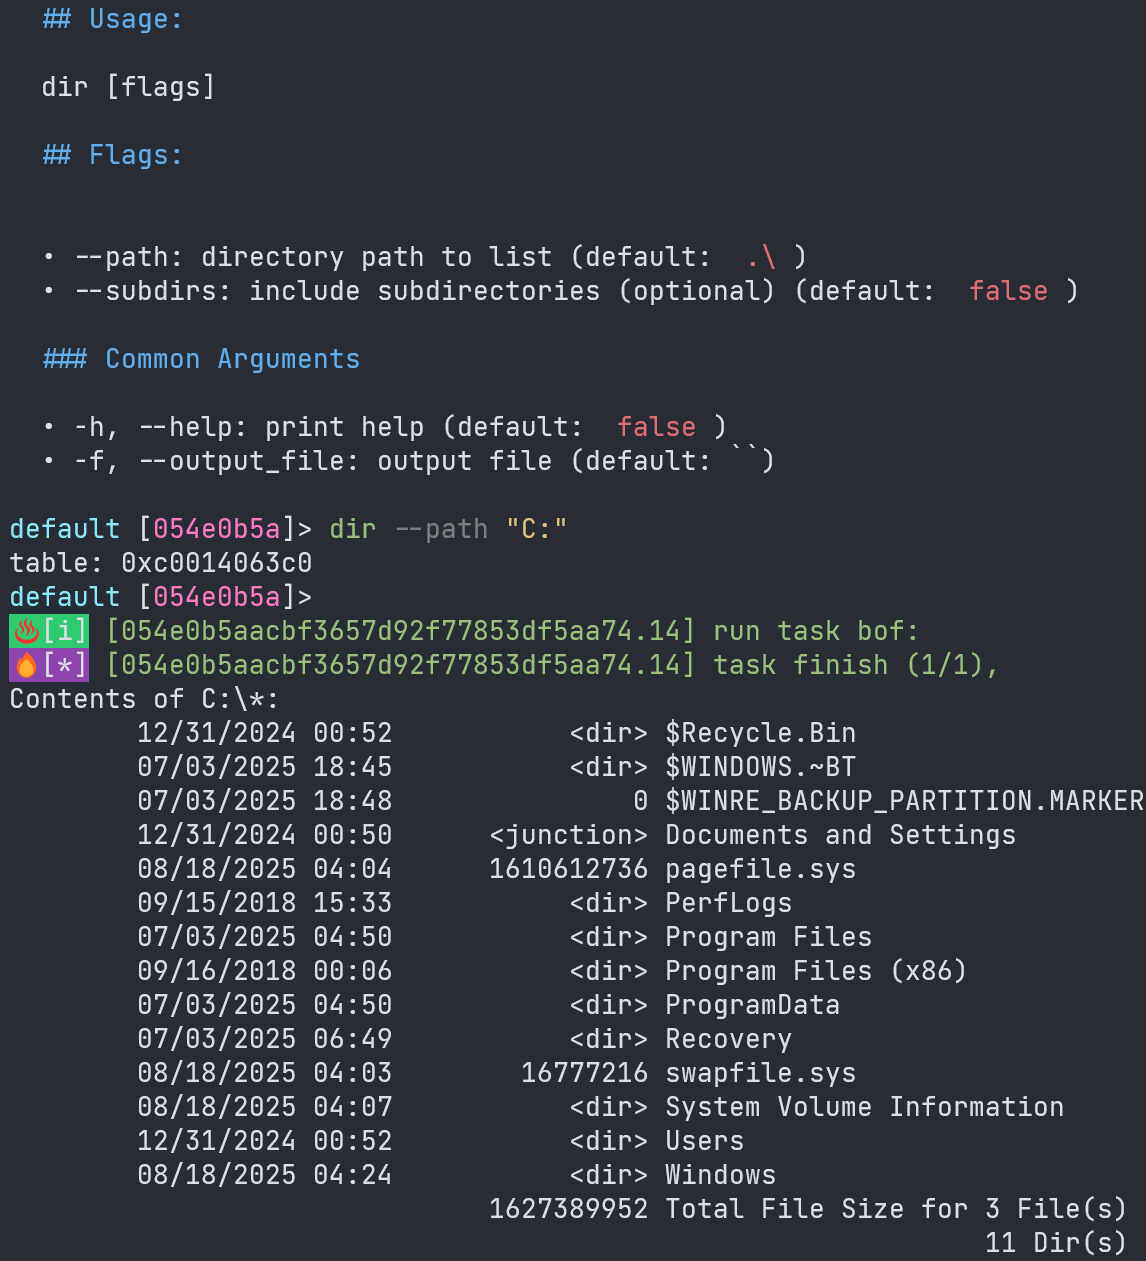 ## Usage:
dir [flags]
## Flags:
• --path: directory path to list (default:  .\ )
• --subdirs: include subdirectories (optional) (default:  false )
### Common Arguments
• -h, --help: print help (default:  false )
• -f, --output_file: output file (default: ``)
default [054e0b5a]> dir --path "C:"
table: 0xc0014063c0
default [054e0b5a]>
♨[i] [054e0b5aacbf3657d92f77853df5aa74.14] run task bof:
🔥[*] [054e0b5aacbf3657d92f77853df5aa74.14] task finish (1/1),
Contents of C:\*:
12/31/2024 00:52 <dir> $Recycle.Bin
07/03/2025 18:45 <dir> $WINDOWS.~BT
07/03/2025 18:48 0 $WINRE_BACKUP_PARTITION.MARKER
12/31/2024 00:50 <junction> Documents and Settings
08/18/2025 04:04 1610612736 pagefile.sys
09/15/2018 15:33 <dir> PerfLogs
07/03/2025 04:50 <dir> Program Files
09/16/2018 00:06 <dir> Program Files (x86)
07/03/2025 04:50 <dir> ProgramData
07/03/2025 06:49 <dir> Recovery
08/18/2025 04:03 16777216 swapfile.sys
08/18/2025 04:07 <dir> System Volume Information
12/31/2024 00:52 <dir> Users
08/18/2025 04:24 <dir> Windows
1627389952 Total File Size for 3 File(s)
11 Dir(s)